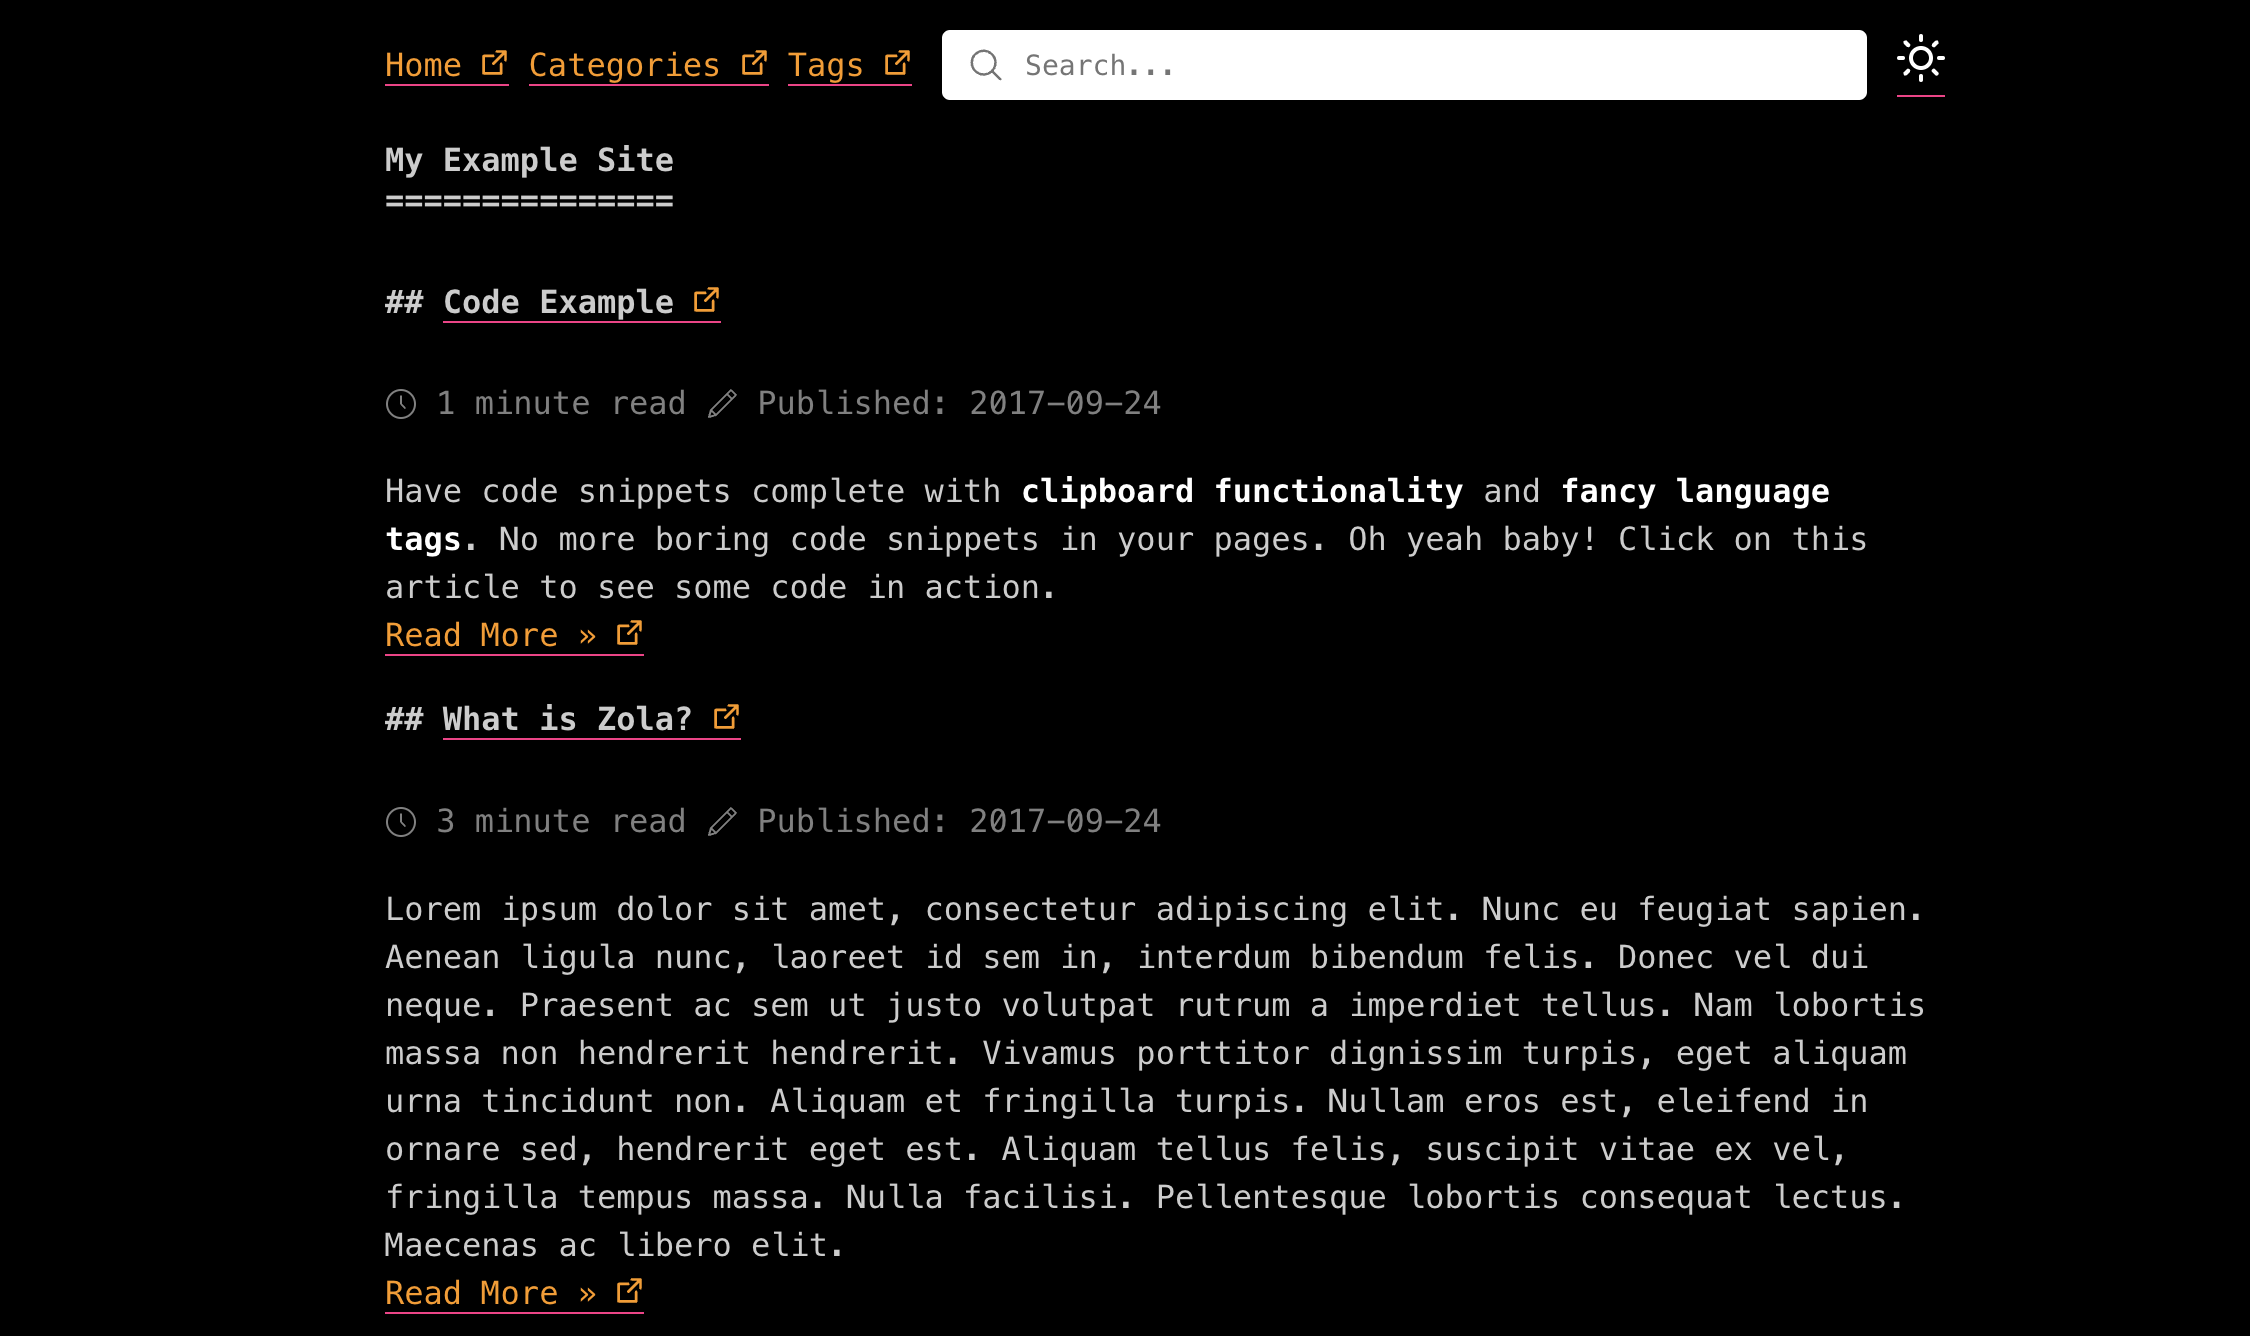 Home Categories Tags Search...
My Example Site
===============
## Code Example
1 minute read Published: 2017-09-24
Have code snippets complete with clipboard functionality and fancy language
tags. No more boring code snippets in your pages. Oh yeah baby! Click on this
article to see some code in action.
Read More »
## What is Zola?
3 minute read Published: 2017-09-24
Lorem ipsum dolor sit amet, consectetur adipiscing elit. Nunc eu feugiat sapien.
Aenean ligula nunc, laoreet id sem in, interdum bibendum felis. Donec vel dui
neque. Praesent ac sem ut justo volutpat rutrum a imperdiet tellus. Nam lobortis
massa non hendrerit hendrerit. Vivamus porttitor dignissim turpis, eget aliquam
urna tincidunt non. Aliquam et fringilla turpis. Nullam eros est, eleifend in
ornare sed, hendrerit eget est. Aliquam tellus felis, suscipit vitae ex vel,
fringilla tempus massa. Nulla facilisi. Pellentesque lobortis consequat lectus.
Maecenas ac libero elit.
Read More »